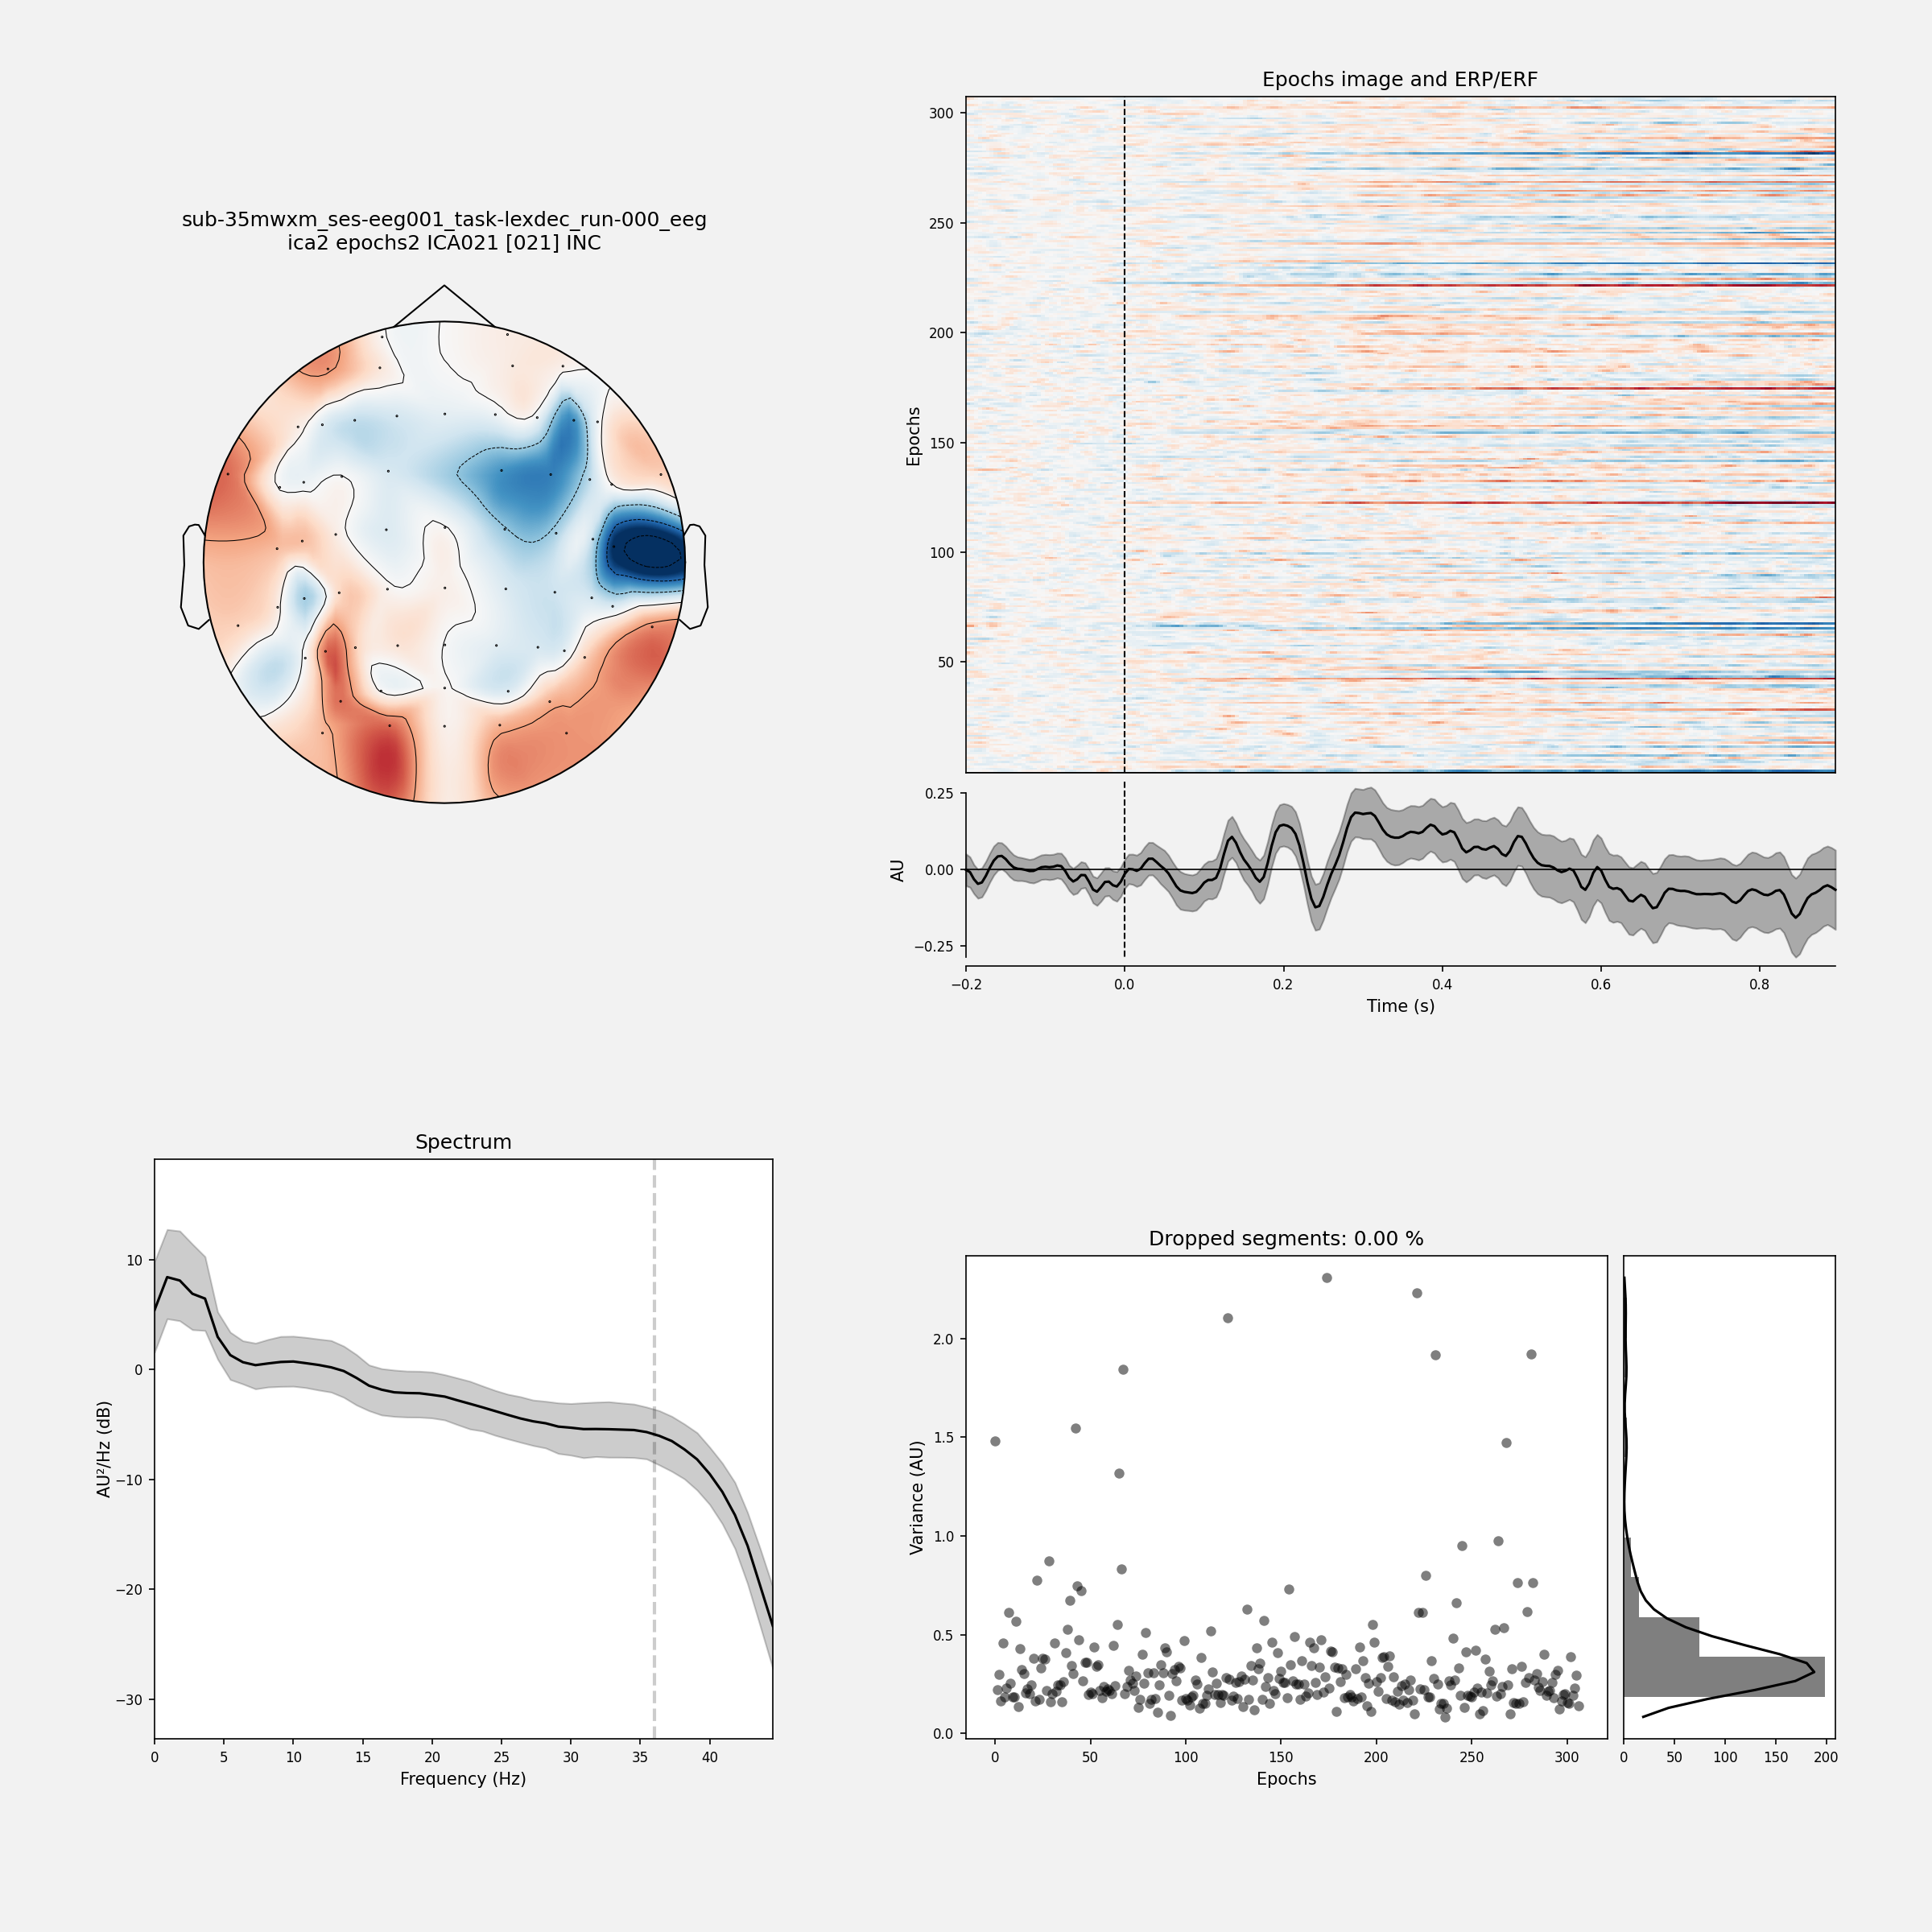 sub-35mwxm_ses-eeg001_task-lexdec_run-000_eeg
ica2 epochs2 ICA021 [021] INC
Epochs image and ERP/ERF
300
250
200
150
100
50
Epochs
0.25
0.00
−0.25
AU
−0.2 0.0 0.2 0.4 0.6 0.8
Time (s)
Spectrum
10
0
−10
−20
−30
AU²/Hz (dB)
0 5 10 15 20 25 30 35 40
Frequency (Hz)
Dropped segments: 0.00 %
2.0
1.5
1.0
0.5
0.0
Variance (AU)
0 50 100 150 200 250 300
Epochs
0 50 100 150 200